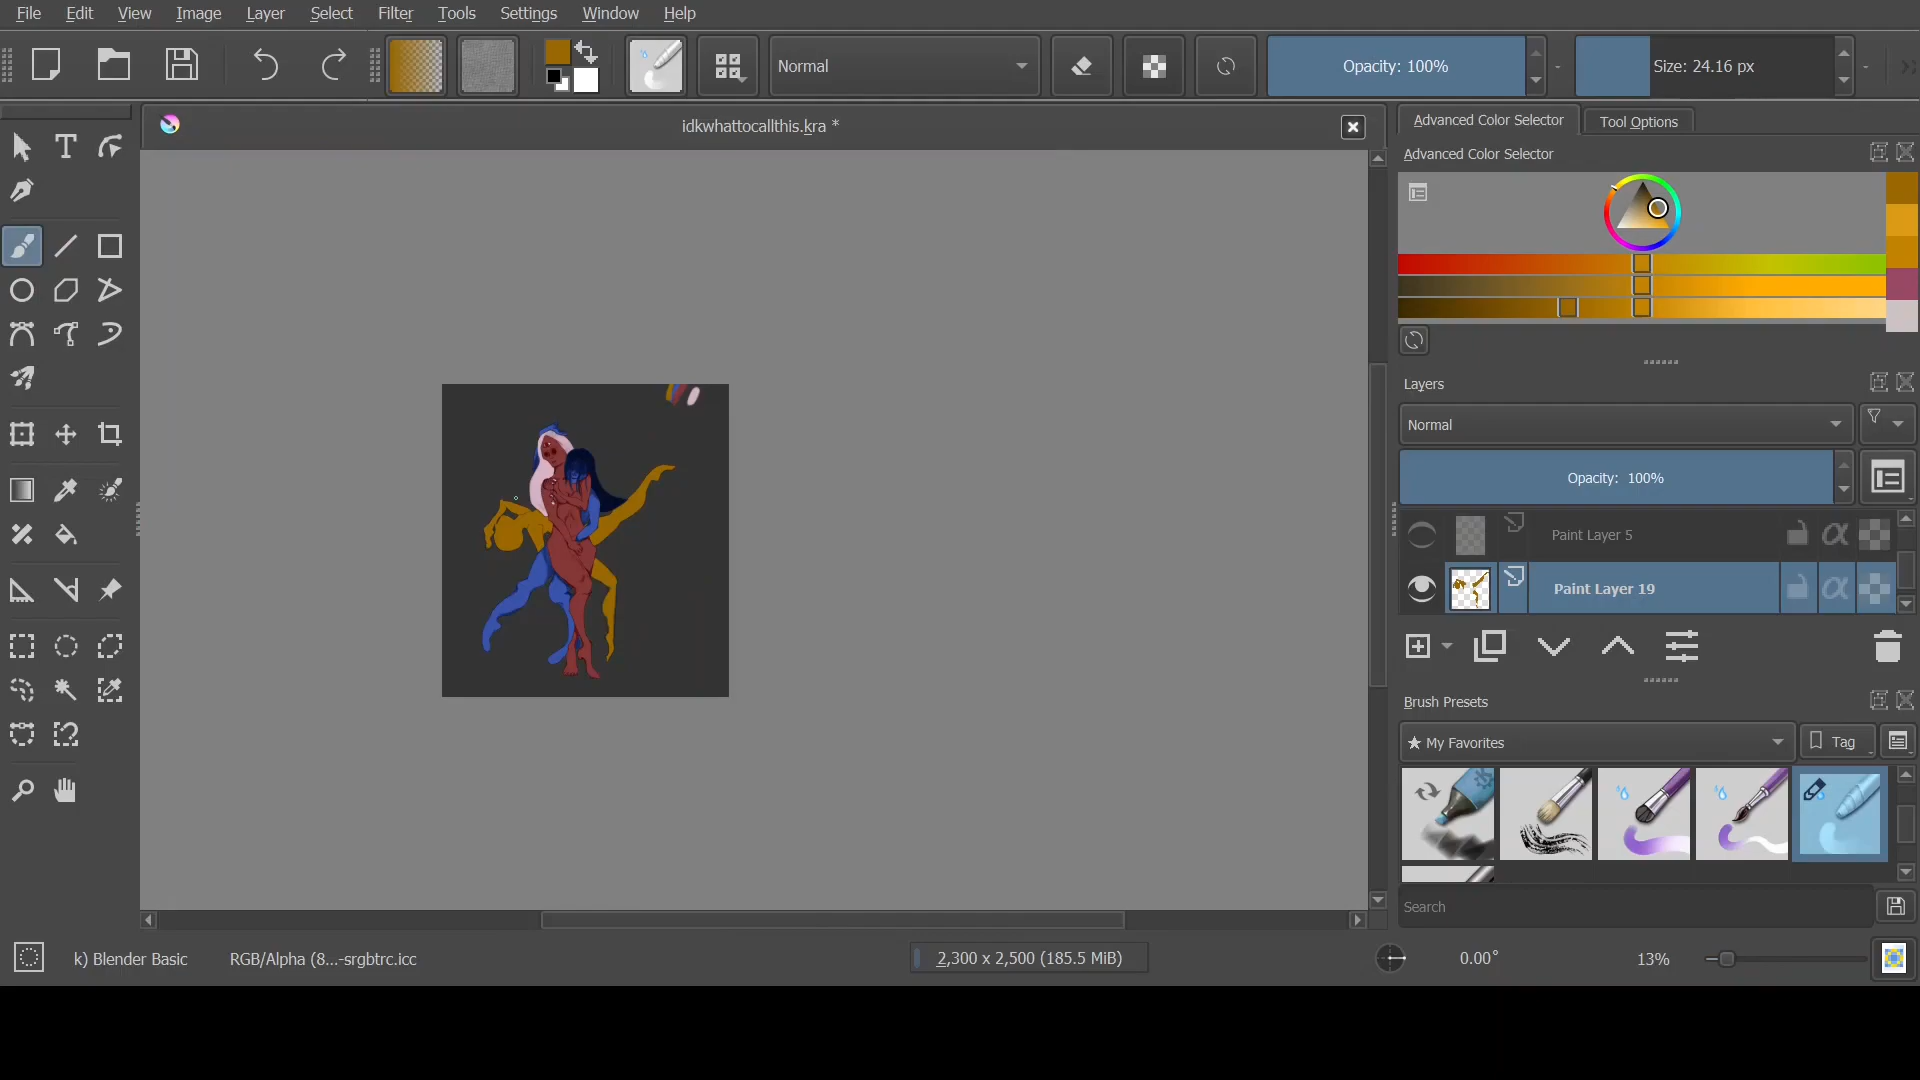 File Edit View Image Layer Select Filter Tools Settings Window Help
Normal
Opacity: 100%
Size: 24.16 px
idkwhattocallthis.kra *
Advanced Color Selector
Tool Options
Advanced Color Selector
Layers
Normal
Opacity: 100%
Paint Layer 5
Paint Layer 19
Brush Presets
★ My Favorites
Tag
Search
k) Blender Basic
RGB/Alpha (8...-srgbtrc.icc
2,300 x 2,500 (185.5 MiB)
0.00°
13%